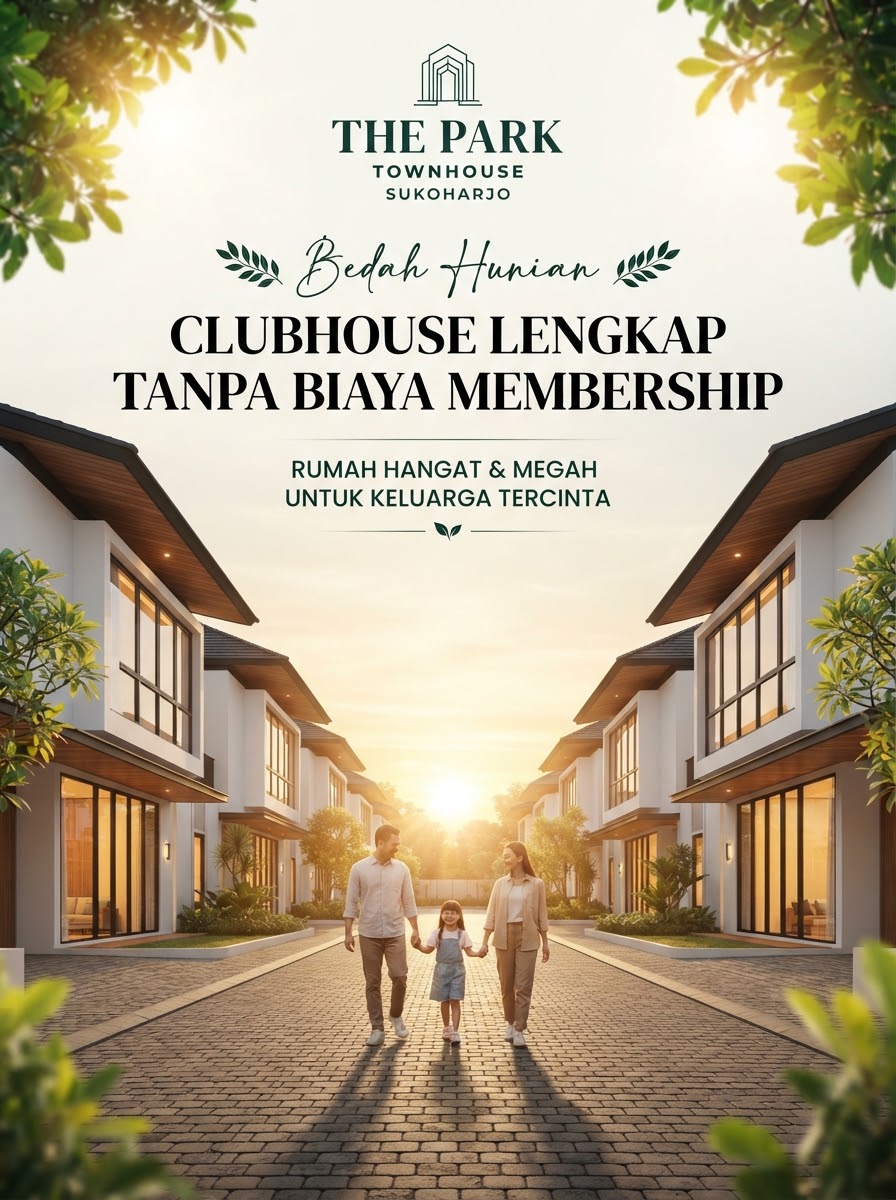 THE PARK
TOWNHOUSE
SUKOHARJO
Bedah Hunian
CLUBHOUSE LENGKAP
TANPA BIAYA MEMBERSHIP
RUMAH HANGAT & MEGAH
UNTUK KELUARGA TERCINTA